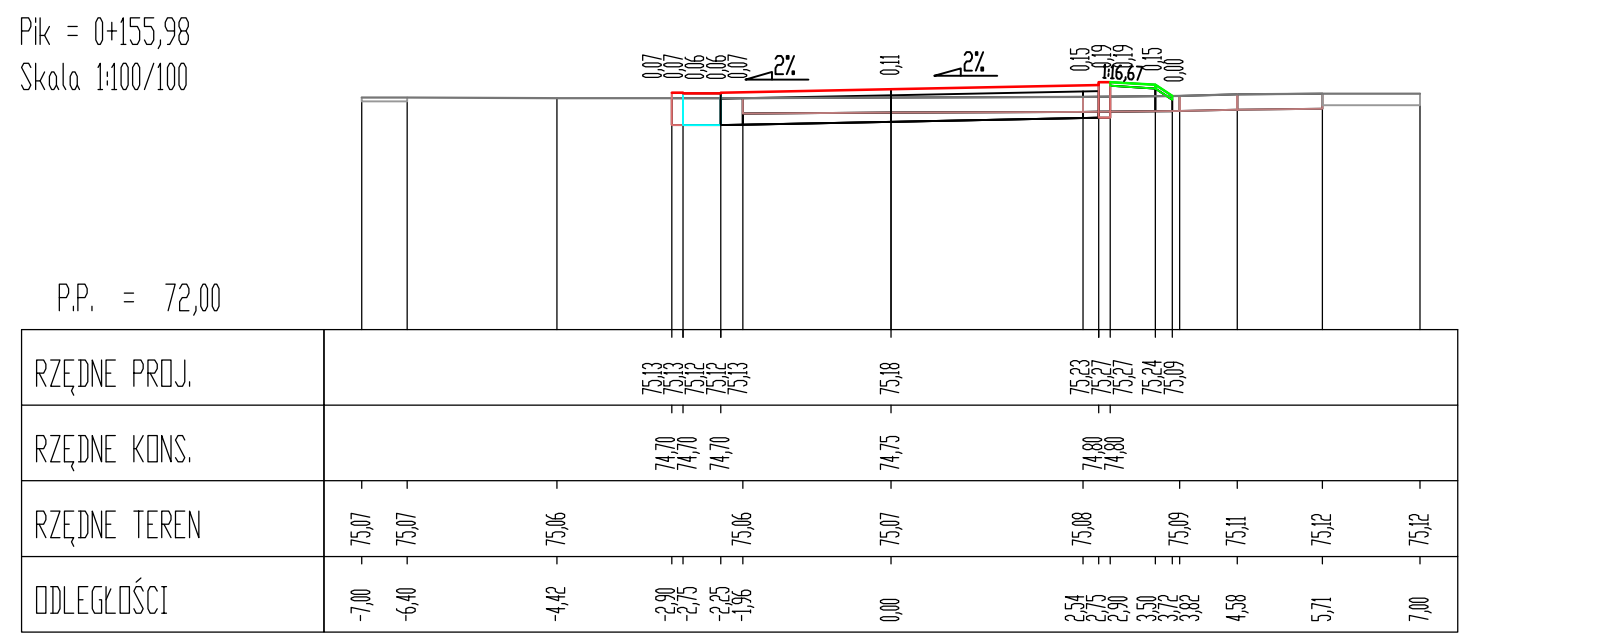 Pik = 0+155,98
Skala 1:100/100
0,07 0,07 0,06 0,06 0,07 0,11 0,15 0,19 0,19 0,15 0,00
2% 2% 1:16,67
P.P. = 72,00
RZĘDNE PROJ. 75,13 75,13 75,12 75,12 75,13 75,18 75,23 75,27 75,27 75,24 75,09
RZĘDNE KONS. 74,70 74,70 74,70 74,75 74,80 74,80
RZĘDNE TEREN 75,07 75,07 75,06 75,06 75,07 75,08 75,09 75,11 75,12 75,12
ODLEGŁOŚCI -7,00 -6,40 -4,42 -2,90 -2,75 -2,25 -1,96 0,00 2,54 2,75 2,90 3,50 3,72 3,82 4,58 5,71 7,00